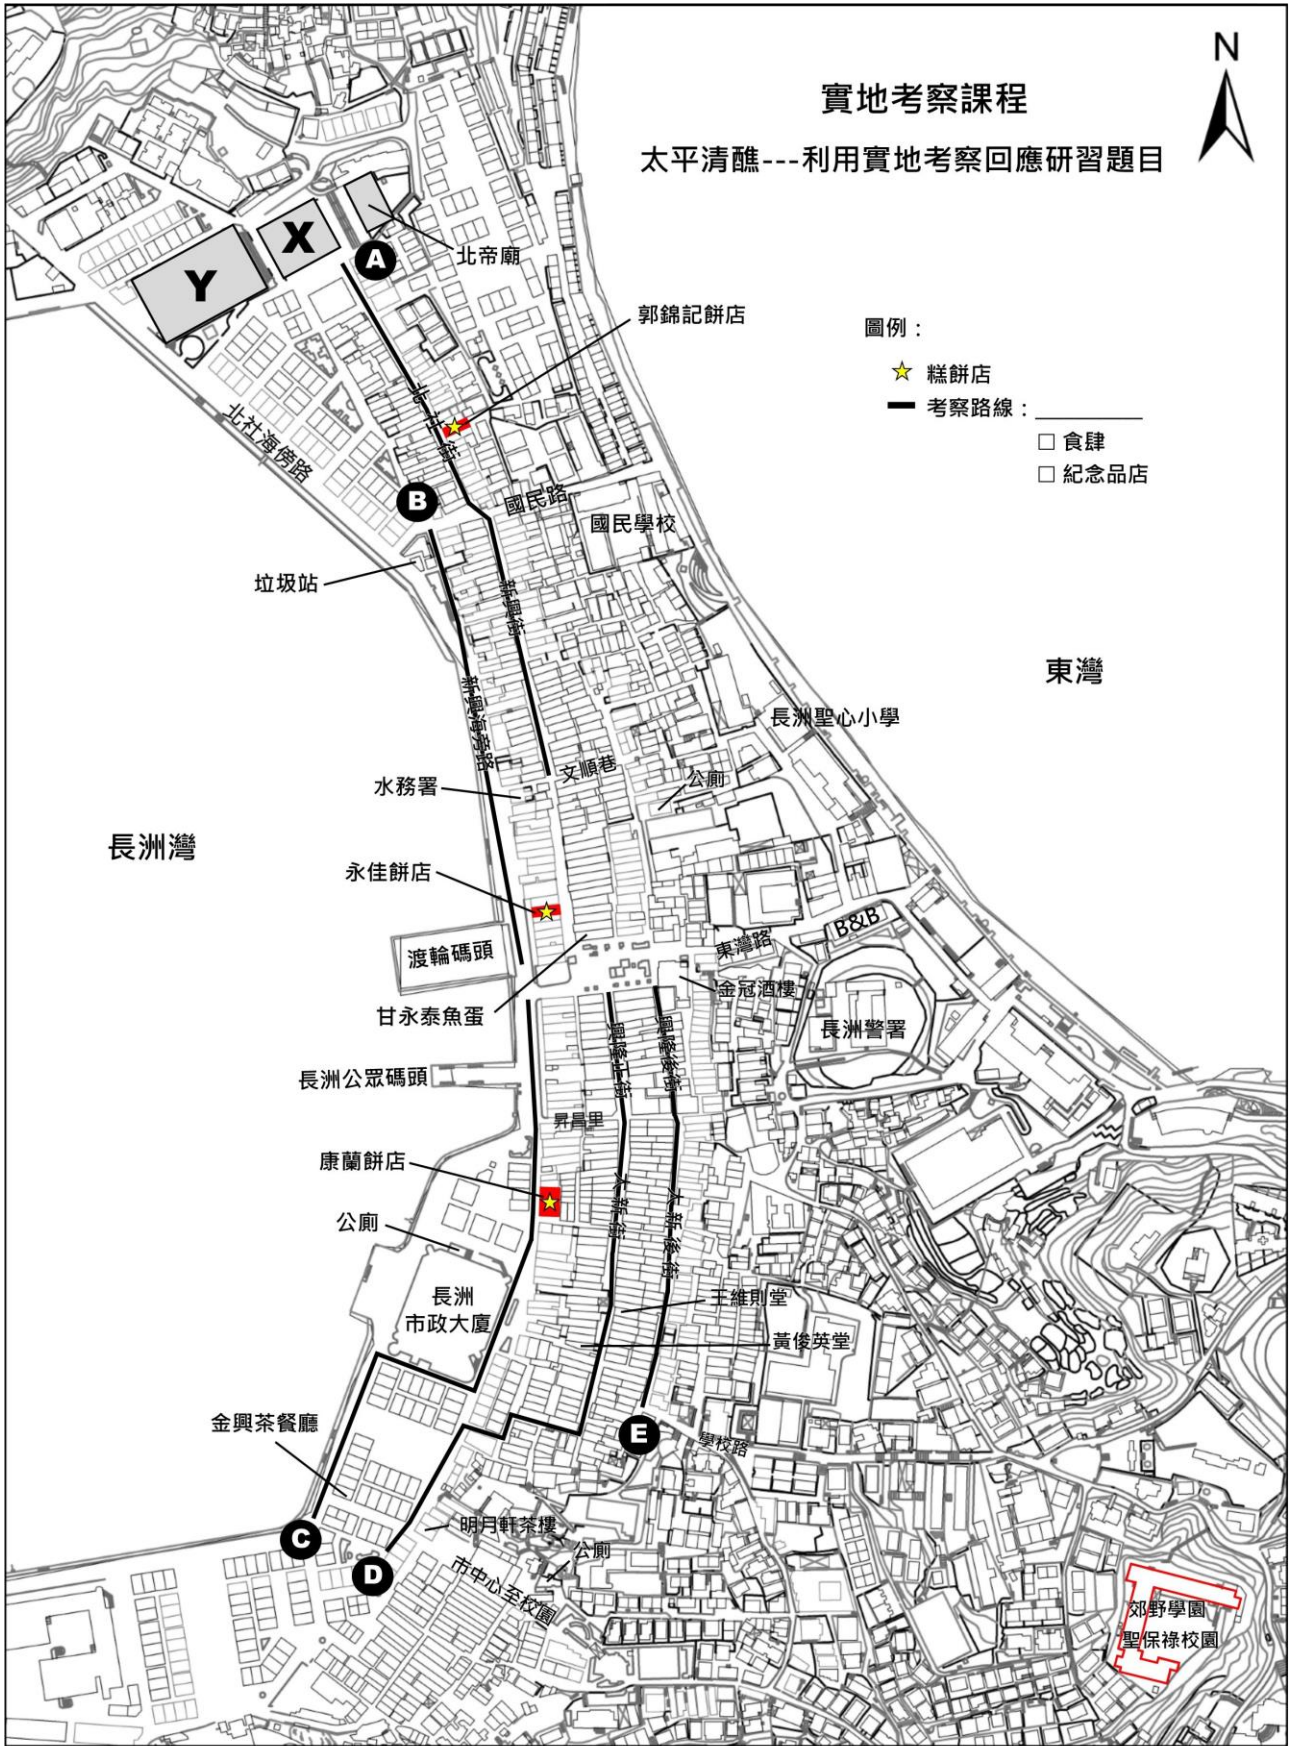 N
實地考察課程
太平清醮---利用實地考察回應研習題目
X
Y
A
北帝廟
郭錦記餅店
圖例：
糕餅店
考察路線：__________
□ 食肆
□ 紀念品店
北社街
北社海傍路
B
國民路
國民學校
垃圾站
新興街
東灣
新興海旁路
長洲聖心小學
文順巷
公廁
水務署
長洲灣
永佳餅店
B&B
東灣路
渡輪碼頭
金冠酒樓
甘永泰魚蛋
長洲警署
興隆正街
興隆後街
長洲公眾碼頭
昇昌里
康蘭餅店
大新街
大新後街
公廁
長洲
市政大廈
王維則堂
黃俊英堂
金興茶餐廳
E
學校路
C
明月軒茶樓
D
公廁
市中心至校園
郊野學園
聖保祿校園